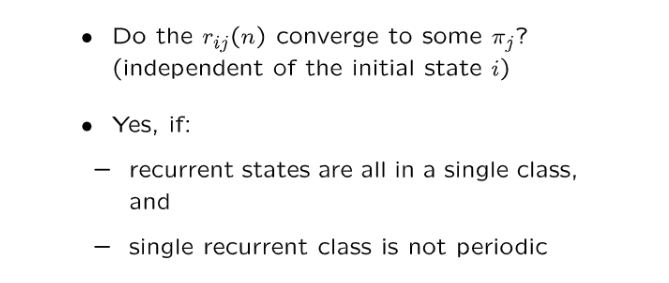 • Do the r_{ij}(n) converge to some π_j?
(independent of the initial state i)
• Yes, if:
– recurrent states are all in a single class,
and
– single recurrent class is not periodic